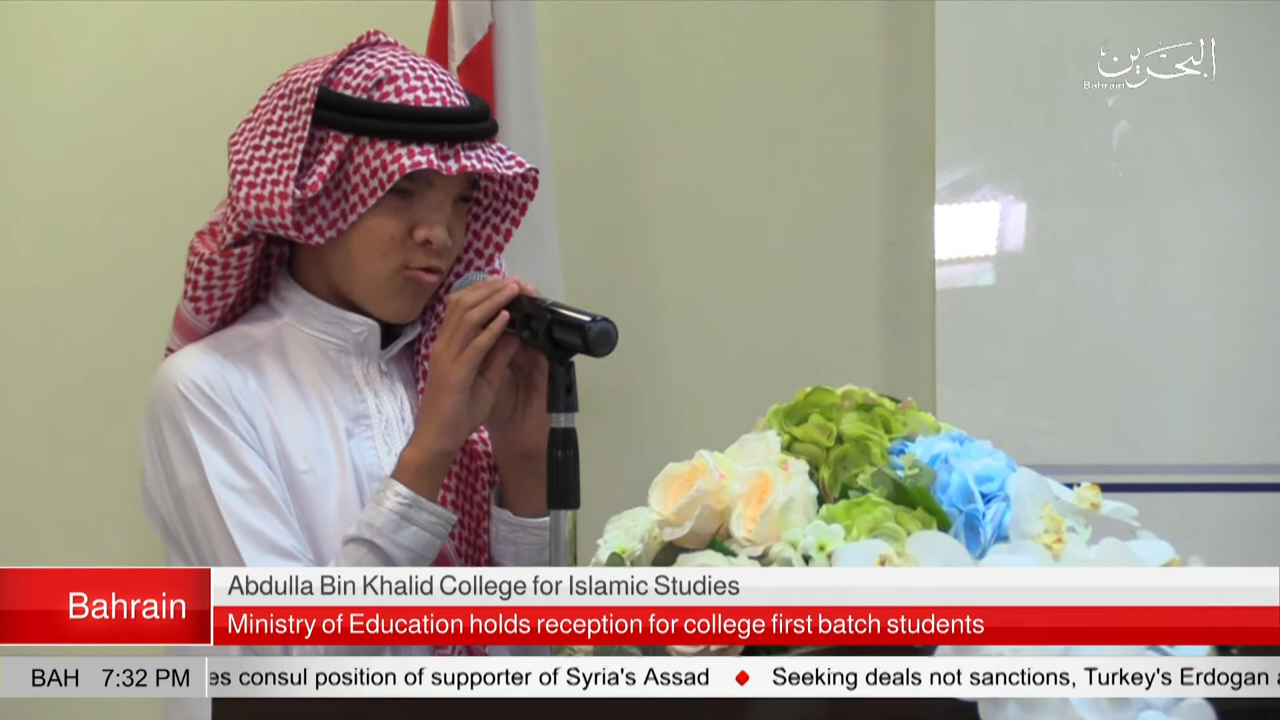 البحرين
Bahrain
Abdulla Bin Khalid College for Islamic Studies
Bahrain
Ministry of Education holds reception for college first batch students
BAH 7:32 PM es consul position of supporter of Syria's Assad ◆ Seeking deals not sanctions, Turkey's Erdogan a